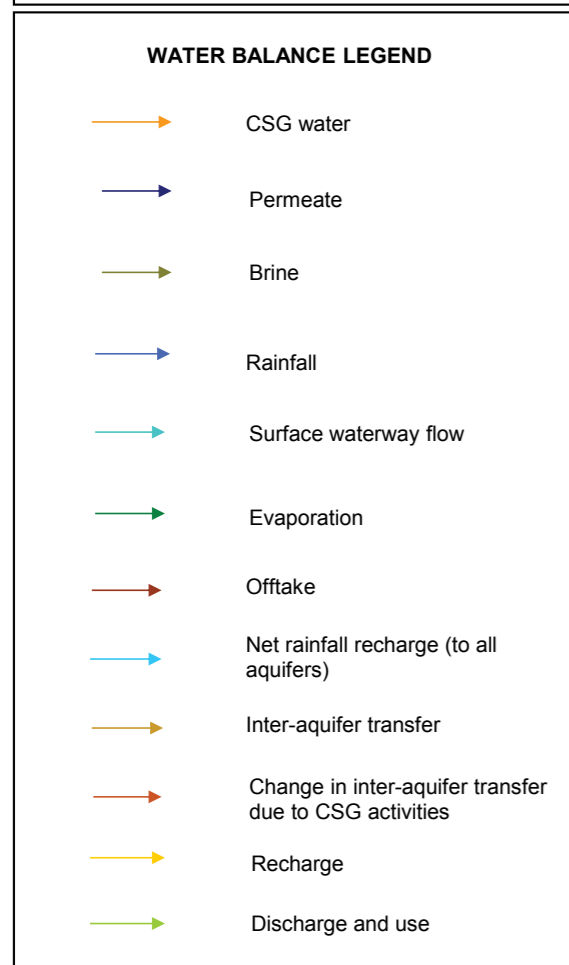 WATER BALANCE LEGEND
CSG water
Permeate
Brine
Rainfall
Surface waterway flow
Evaporation
Offtake
Net rainfall recharge (to all
aquifers)
Inter-aquifer transfer
Change in inter-aquifer transfer
due to CSG activities
Recharge
Discharge and use